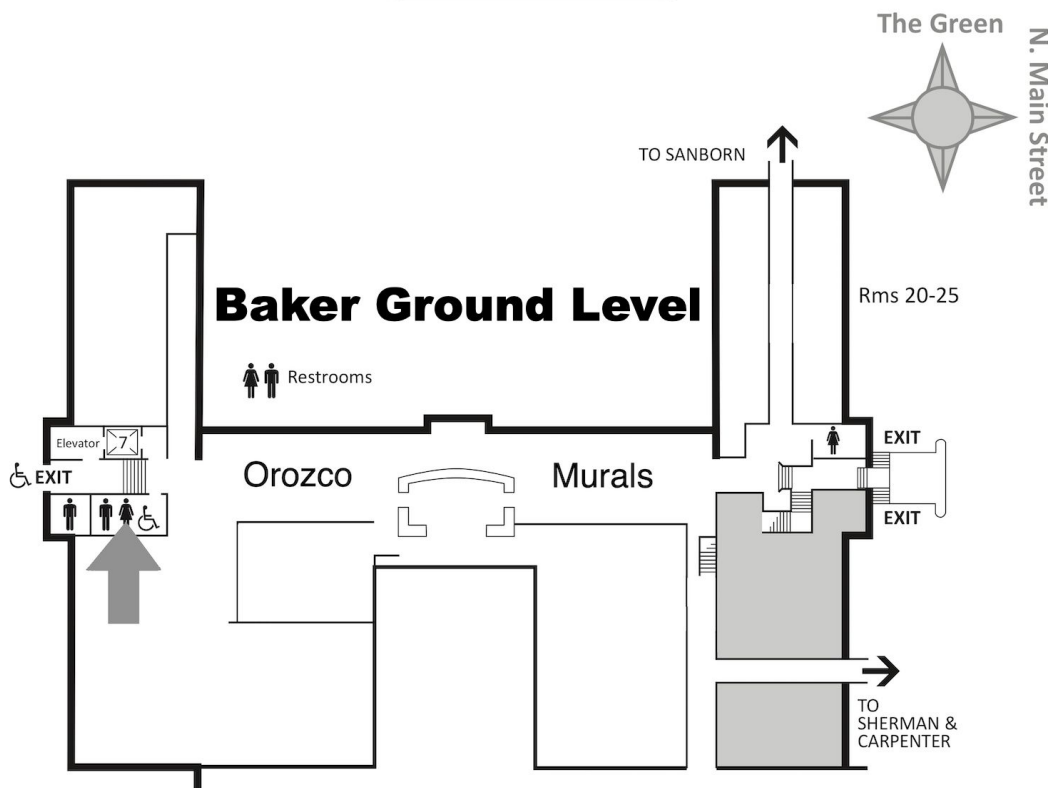 The Green
N. Main Street
TO SANBORN
Baker Ground Level
Rms 20-25
Restrooms
Elevator
7
EXIT
EXIT
Orozco
Murals
EXIT
TO
SHERMAN &
CARPENTER